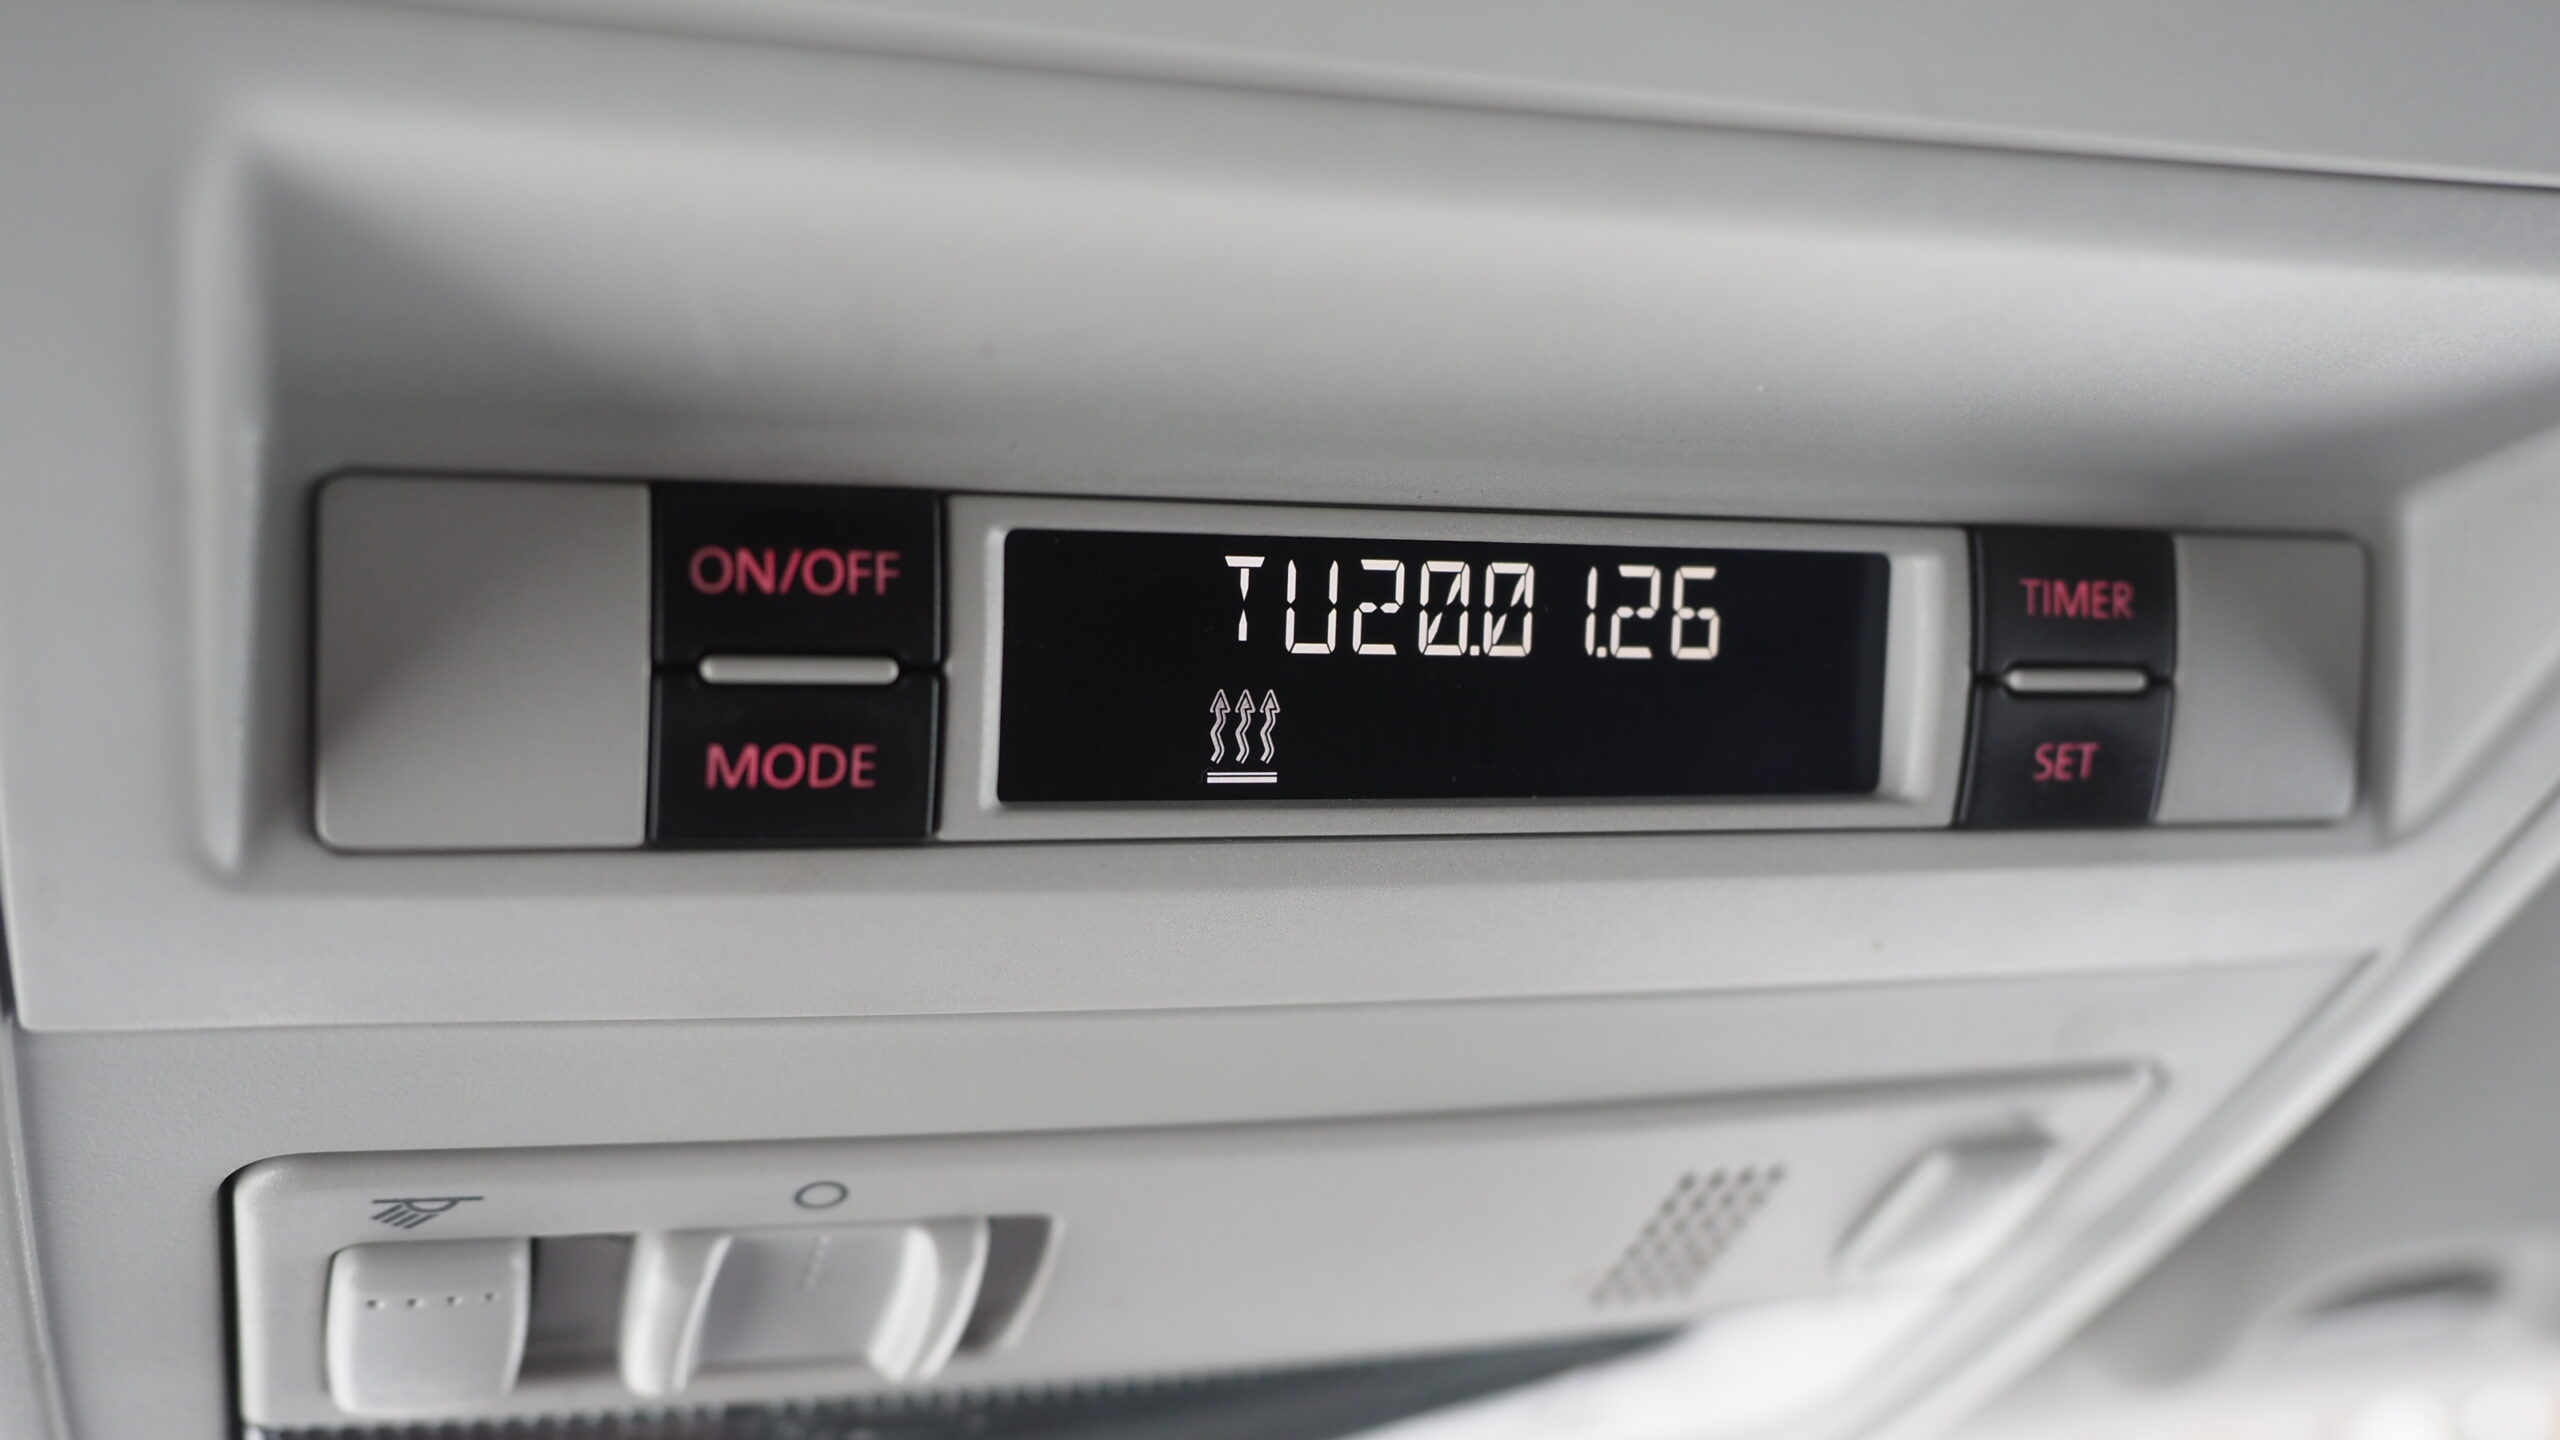 ON/OFF
MODE
TU20.01.26
TIMER
SET